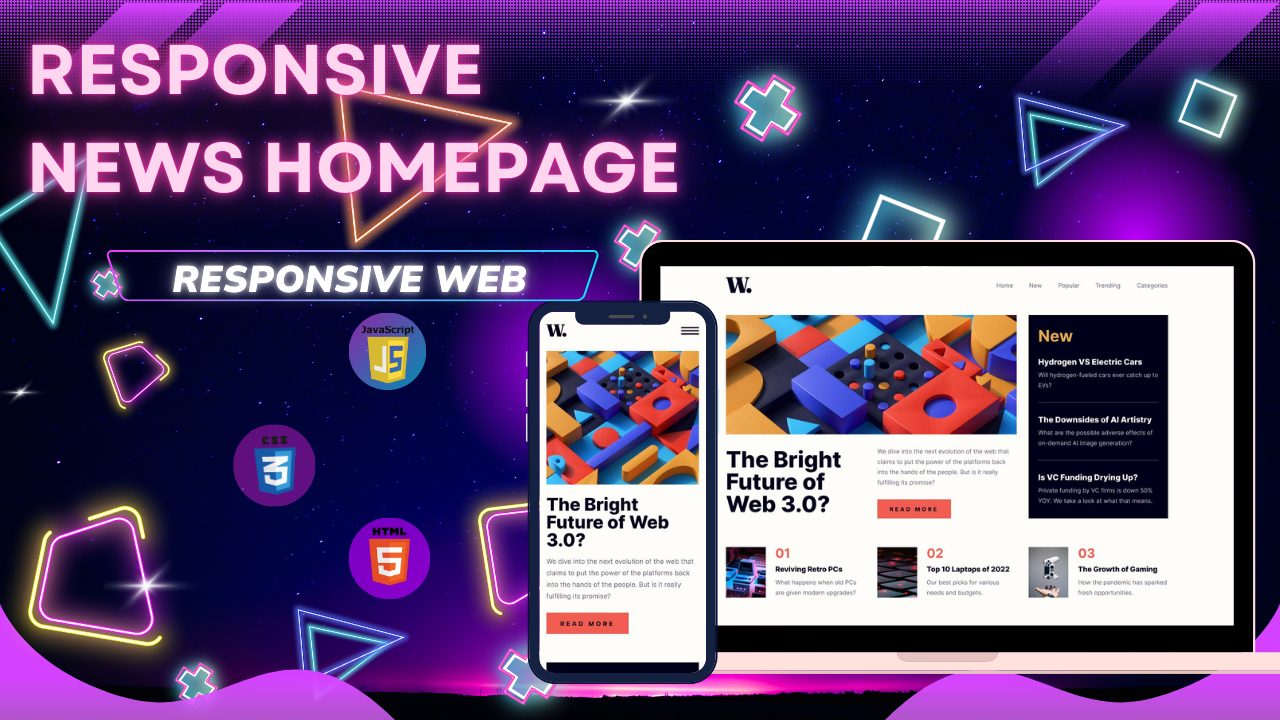 RESPONSIVE
NEWS HOMEPAGE
RESPONSIVE WEB
JavaScript
JS
CSS
3
HTML
5
W.
The Bright
Future of Web
3.0?
We dive into the next evolution of the web that
claims to put the power of the platforms back
into the hands of the people. But is it really
fulfilling its promise?
READ MORE
W.
Home New Popular Trending Categories
The Bright
Future of
Web 3.0?
We dive into the next evolution of the web that
claims to put the power of the platforms back
into the hands of the people. But is it really
fulfilling its promise?
READ MORE
New
Hydrogen VS Electric Cars
Will hydrogen-fueled cars ever catch up to
EVs?
The Downsides of AI Artistry
What are the possible adverse effects of
on-demand AI image generation?
Is VC Funding Drying Up?
Private funding by VC firms is down 50%
YOY. We take a look at what that means.
01
Reviving Retro PCs
What happens when old PCs
are given modern upgrades?
02
Top 10 Laptops of 2022
Our best picks for various
needs and budgets.
03
The Growth of Gaming
How the pandemic has sparked
fresh opportunities.